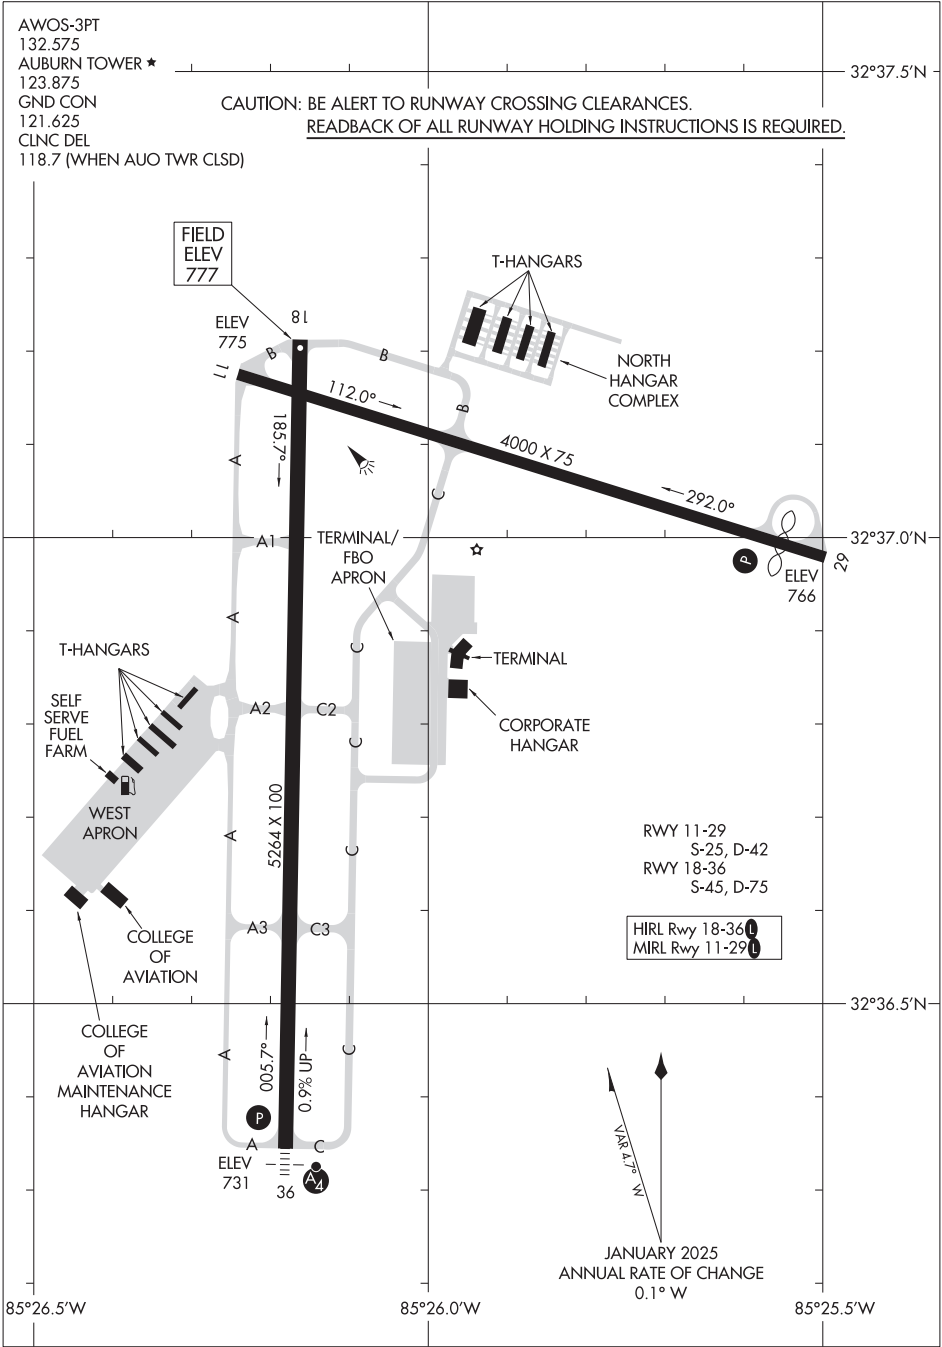 AWOS-3PT
132.575
AUBURN TOWER ★
123.875
GND CON
121.625
CLNC DEL
118.7 (WHEN AUO TWR CLSD)
32°37.5'N
CAUTION: BE ALERT TO RUNWAY CROSSING CLEARANCES.
READBACK OF ALL RUNWAY HOLDING INSTRUCTIONS IS REQUIRED.
FIELD
ELEV
777
T-HANGARS
18
ELEV
775
B
B
11
NORTH
HANGAR
COMPLEX
112.0°
B
185.7°
4000 X 75
A
C
292.0°
A1
TERMINAL/
FBO
APRON
32°37.0'N
P
29
ELEV
766
A
C
T-HANGARS
TERMINAL
SELF
SERVE
FUEL
FARM
A2
C2
CORPORATE
HANGAR
C
WEST
APRON
A
5264 X 100
C
RWY 11-29
S-25, D-42
RWY 18-36
S-45, D-75
A3
C3
HIRL Rwy 18-36 L
MIRL Rwy 11-29 L
COLLEGE
OF
AVIATION
32°36.5'N
COLLEGE
OF
AVIATION
MAINTENANCE
HANGAR
A
005.7°
0.9% UP
C
P
A
C
ELEV
731
36
A4
VAR 4.7° W
JANUARY 2025
ANNUAL RATE OF CHANGE
0.1° W
85°26.5'W
85°26.0'W
85°25.5'W